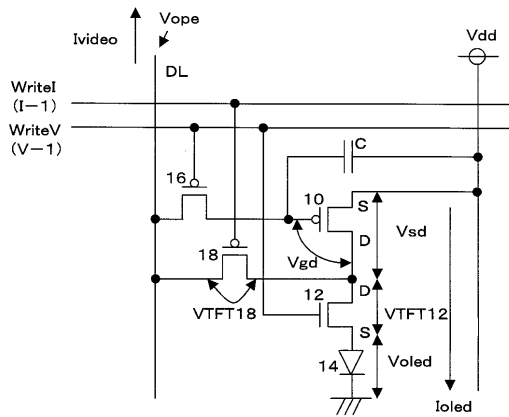 Vope
Ivideo
Vdd
DL
WriteI
(I-1)
WriteV
(V-1)
C
16
10
S
18
D
Vsd
Vgd
D
12
VTFT18
VTFT12
S
14
Voled
Ioled